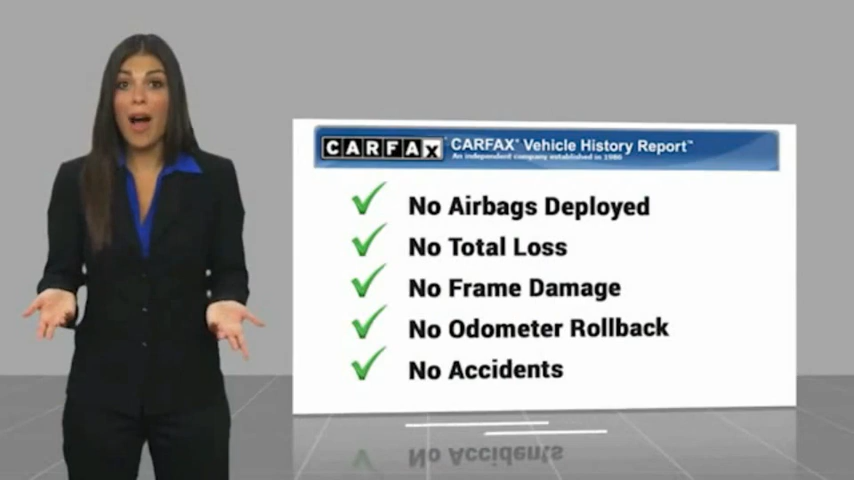 CARFAX CARFAX® Vehicle History Report™
An independent company established in 1986
No Airbags Deployed
No Total Loss
No Frame Damage
No Odometer Rollback
No Accidents
No Accidents